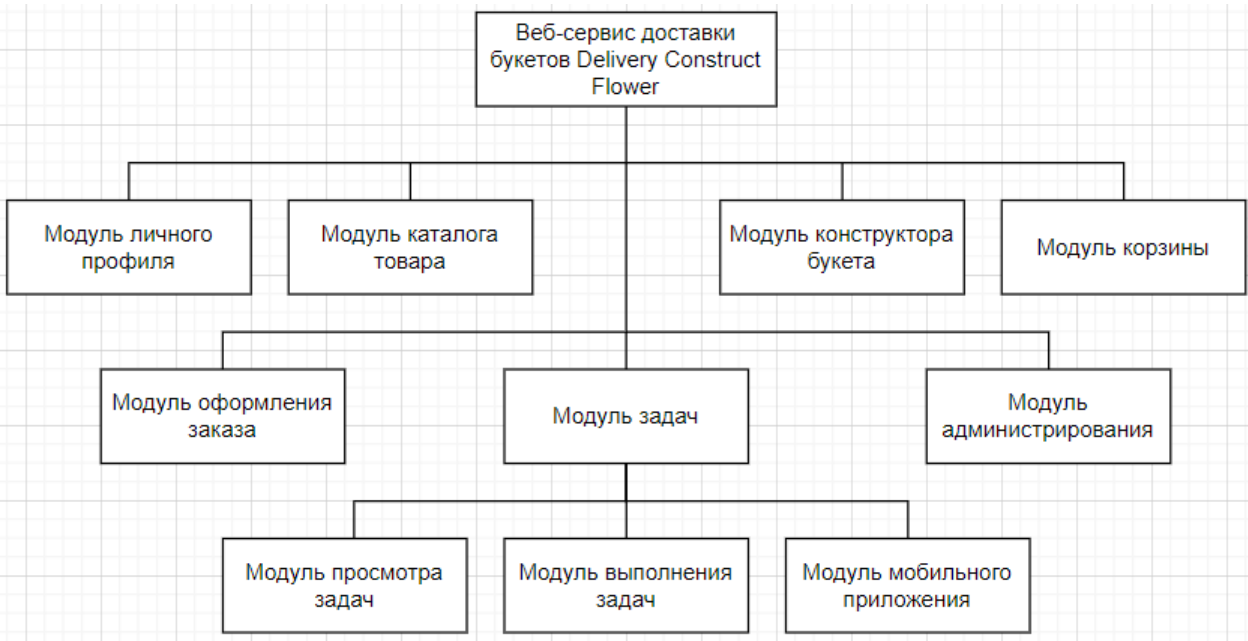 Веб-сервис доставки
букетов Delivery Construct
Flower
Модуль личного
профиля
Модуль каталога
товара
Модуль конструктора
букета
Модуль корзины
Модуль оформления
заказа
Модуль задач
Модуль
администрирования
Модуль просмотра
задач
Модуль выполнения
задач
Модуль мобильного
приложения